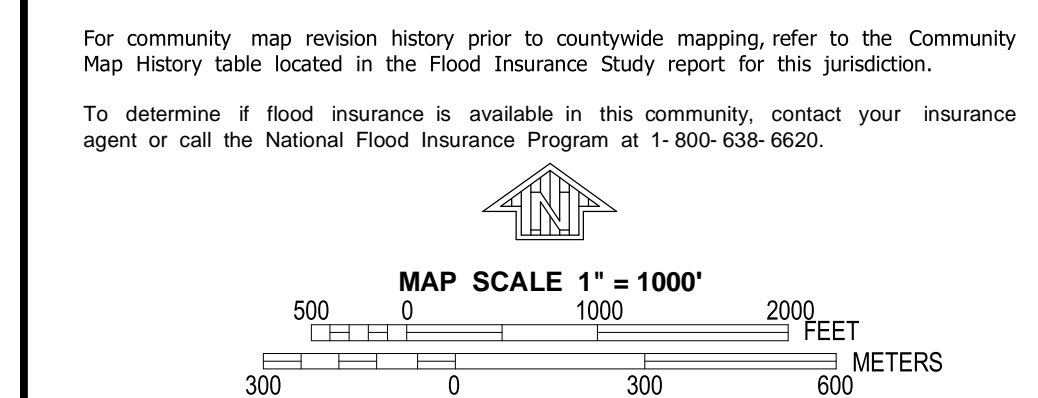 For community map revision history prior to countywide mapping, refer to the Community
Map History table located in the Flood Insurance Study report for this jurisdiction.
To determine if flood insurance is available in this community, contact your insurance
agent or call the National Flood Insurance Program at 1- 800- 638- 6620.
N
MAP SCALE 1" = 1000'
500 0 1000 2000
FEET
METERS
300 0 300 600